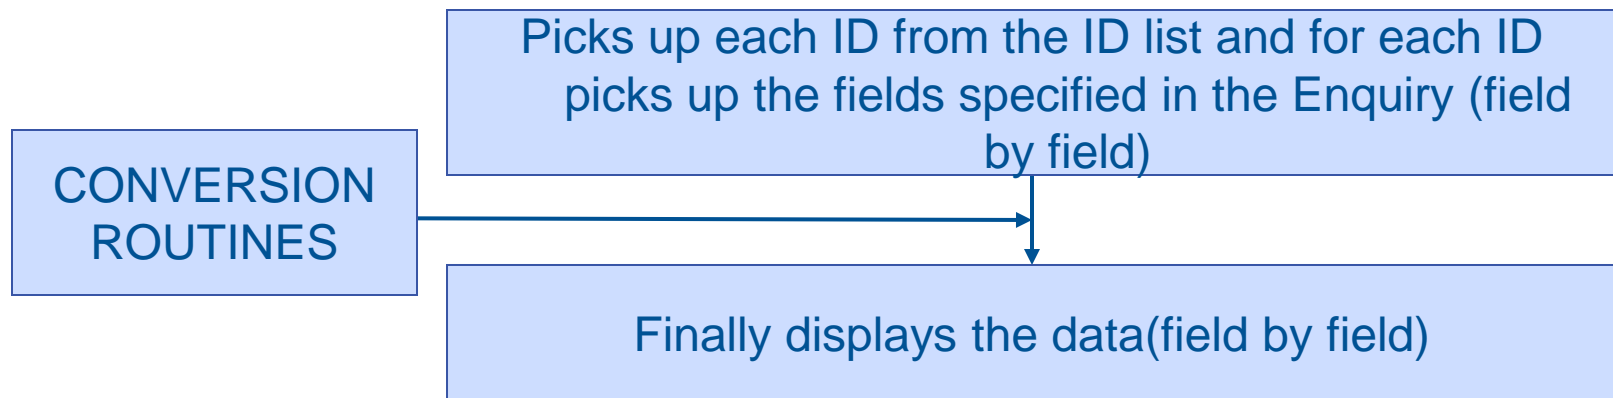 Picks up each ID from the ID list and for each ID
picks up the fields specified in the Enquiry (field
by field)
CONVERSION
ROUTINES
Finally displays the data(field by field)